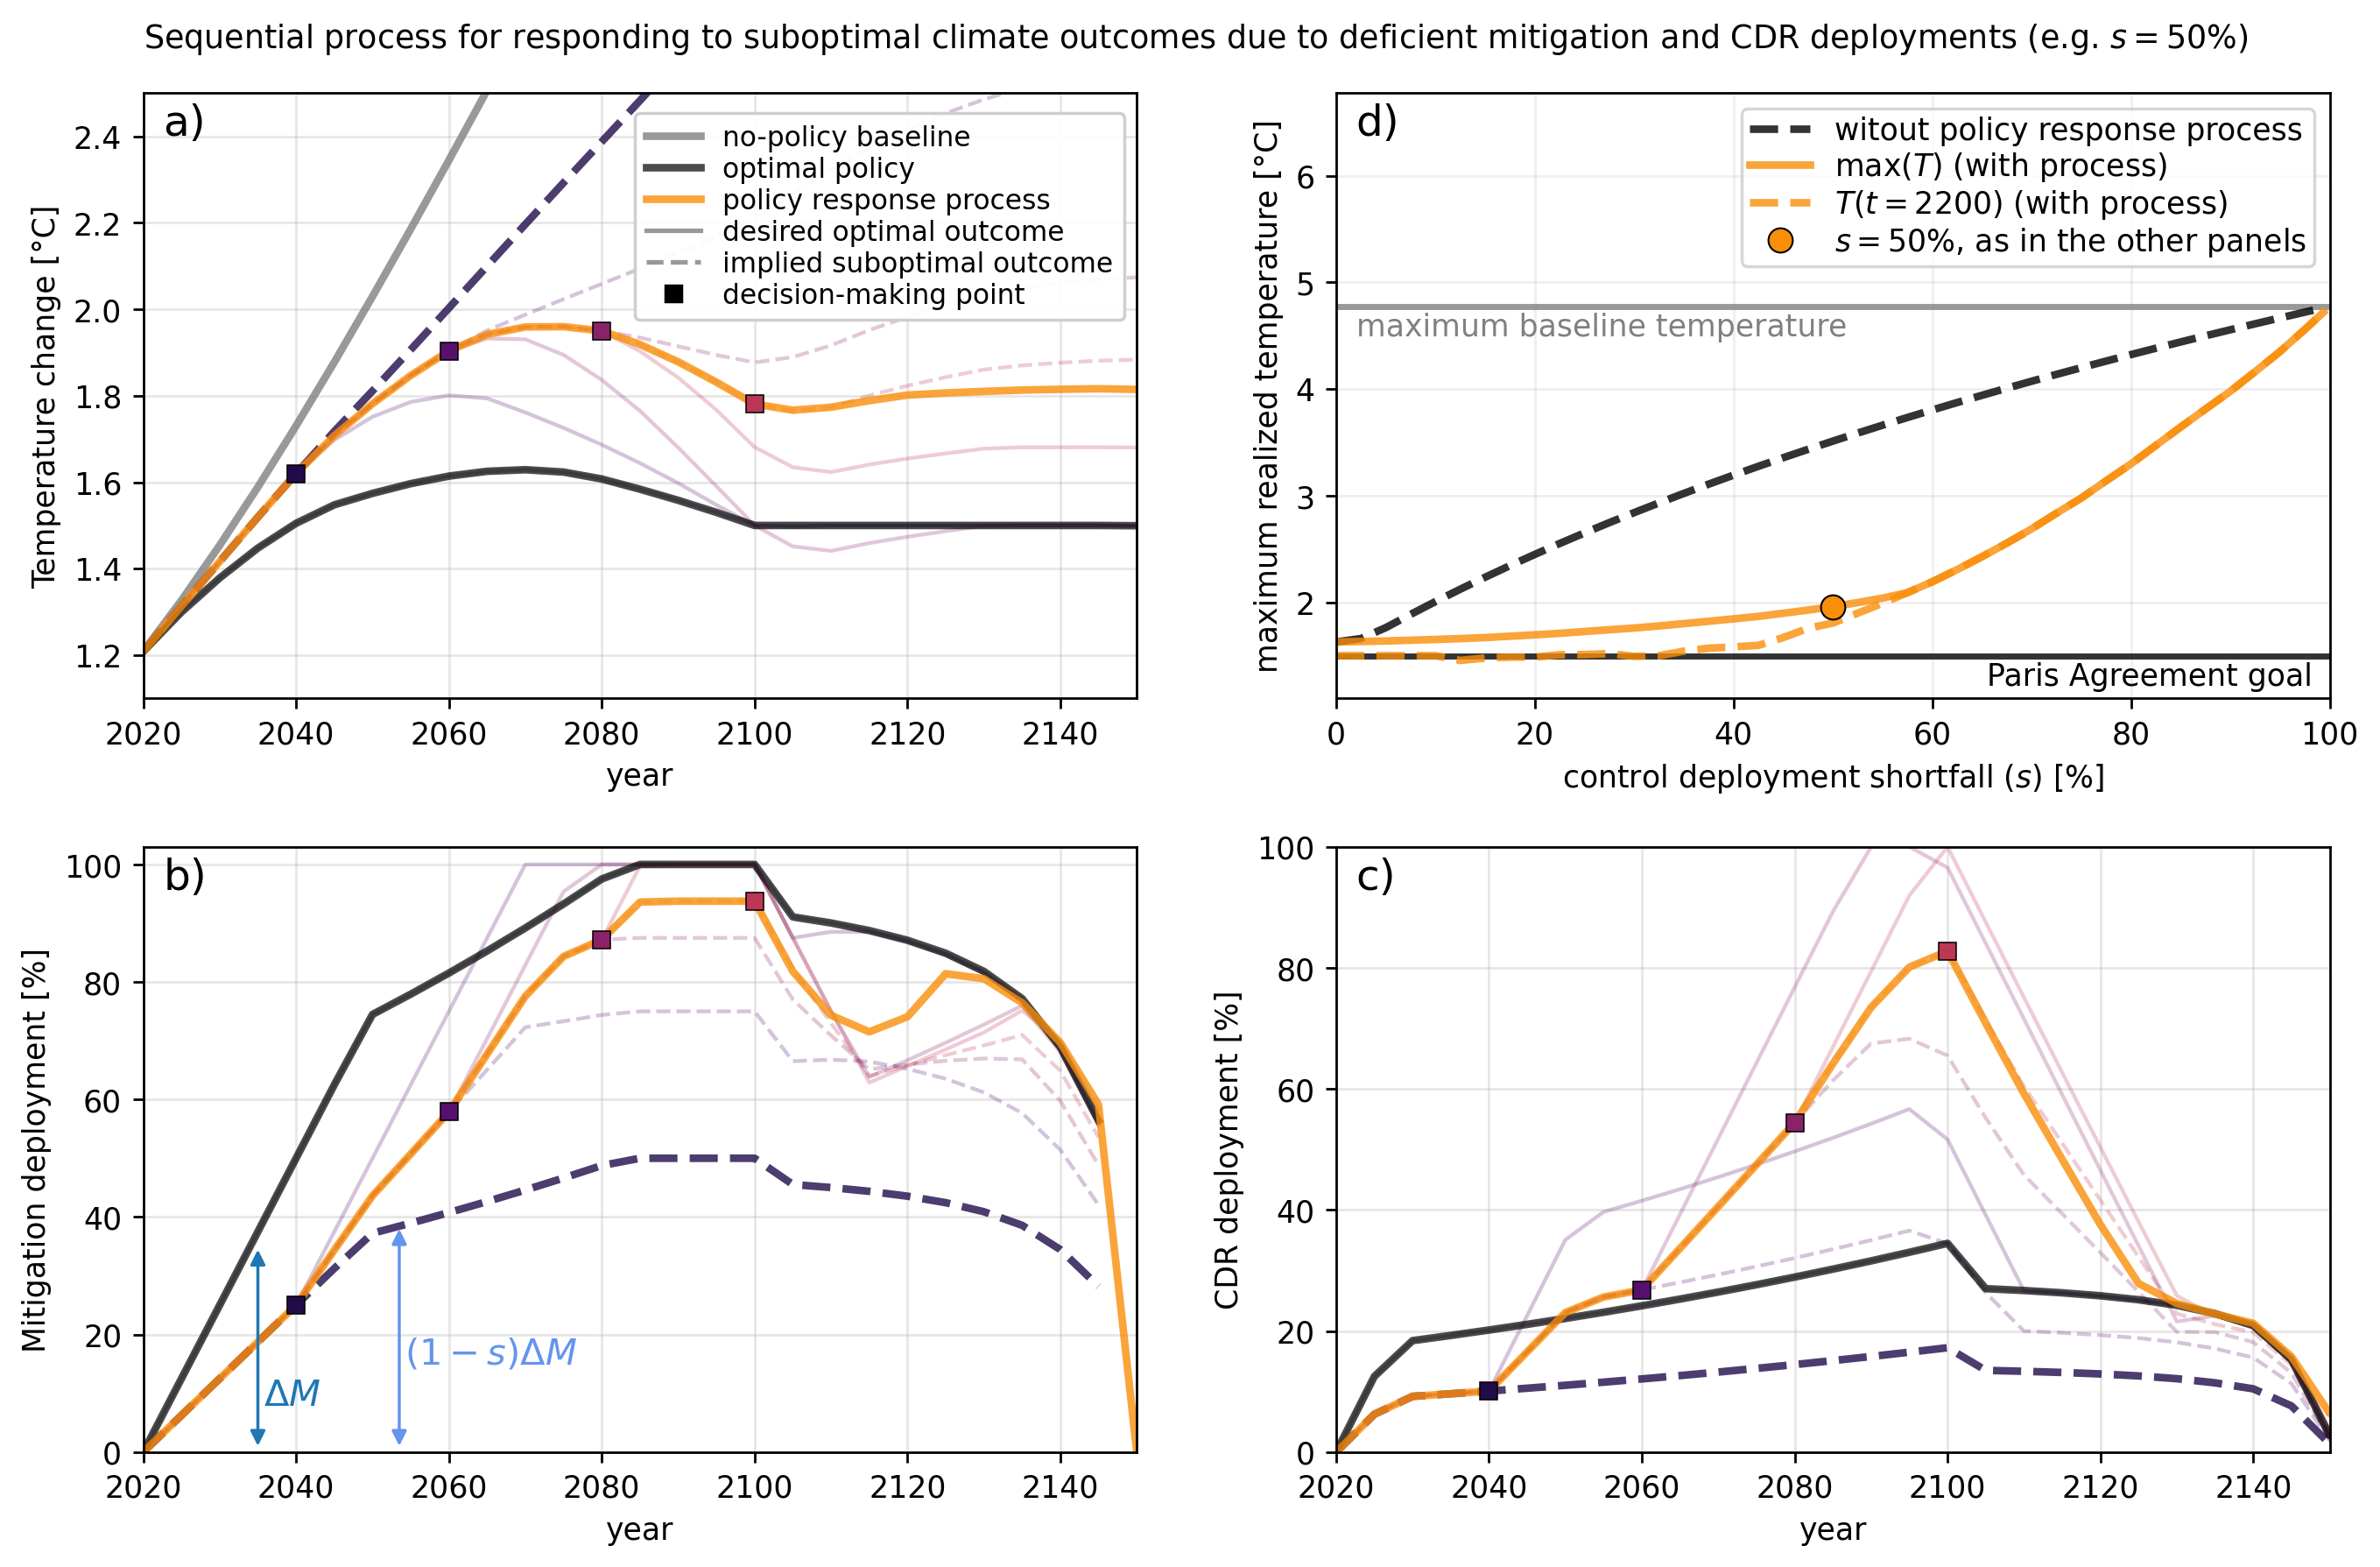 Sequential process for responding to suboptimal climate outcomes due to deficient mitigation and CDR deployments (e.g. s = 50%)
a)
Temperature change [°C]
2.4
2.2
2.0
1.8
1.6
1.4
1.2
no-policy baseline
optimal policy
policy response process
desired optimal outcome
implied suboptimal outcome
decision-making point
2020 2040 2060 2080 2100 2120 2140
year
d)
maximum realized temperature [°C]
6
5
4
3
2
witout policy response process
max(T) (with process)
T(t = 2200) (with process)
s = 50%, as in the other panels
maximum baseline temperature
Paris Agreement goal
0 20 40 60 80 100
control deployment shortfall (s) [%]
b)
Mitigation deployment [%]
100
80
60
40
20
0
(1 − s)ΔM
ΔM
2020 2040 2060 2080 2100 2120 2140
year
c)
CDR deployment [%]
100
80
60
40
20
0
2020 2040 2060 2080 2100 2120 2140
year